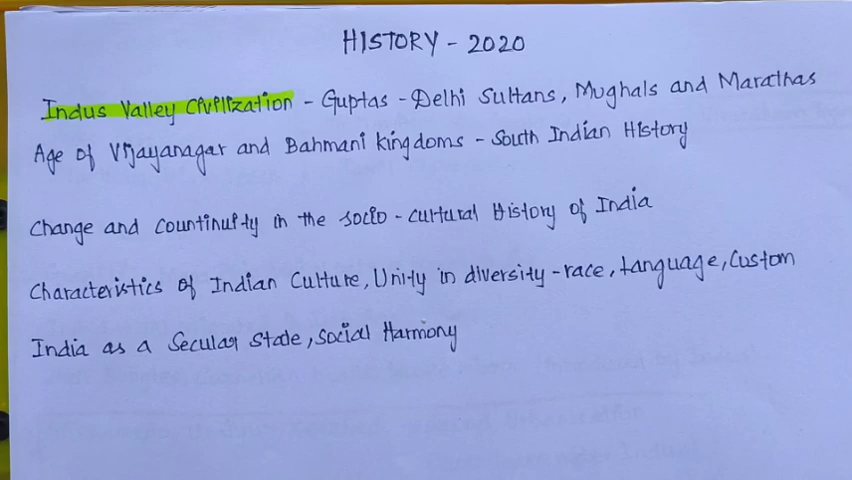 HISTORY - 2020
Indus Valley Civilization - Guptas - Delhi Sultans, Mughals and Marathas
Age of Vijayanagar and Bahmani kingdoms - South Indian History
Change and countinuity in the socio - cultural History of India
Characteristics of Indian Culture, Unity in diversity - race, language, Custom
India as a Secular state, social Harmony